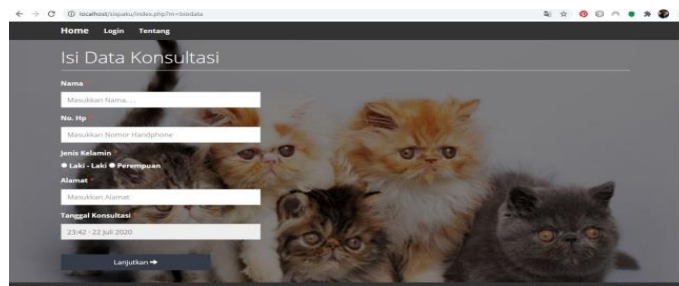 localhost/sispaku/index.php?m=biodata
Home Login Tentang
Isi Data Konsultasi
Nama *
Masukkan Nama. . .
No. Hp *
Masukkan Nomor Handphone
Jenis Kelamin *
Laki - Laki Perempuan
Alamat *
Masukkan Alamat
Tanggal Konsultasi
23:42 - 22 Juli 2020
Lanjutkan